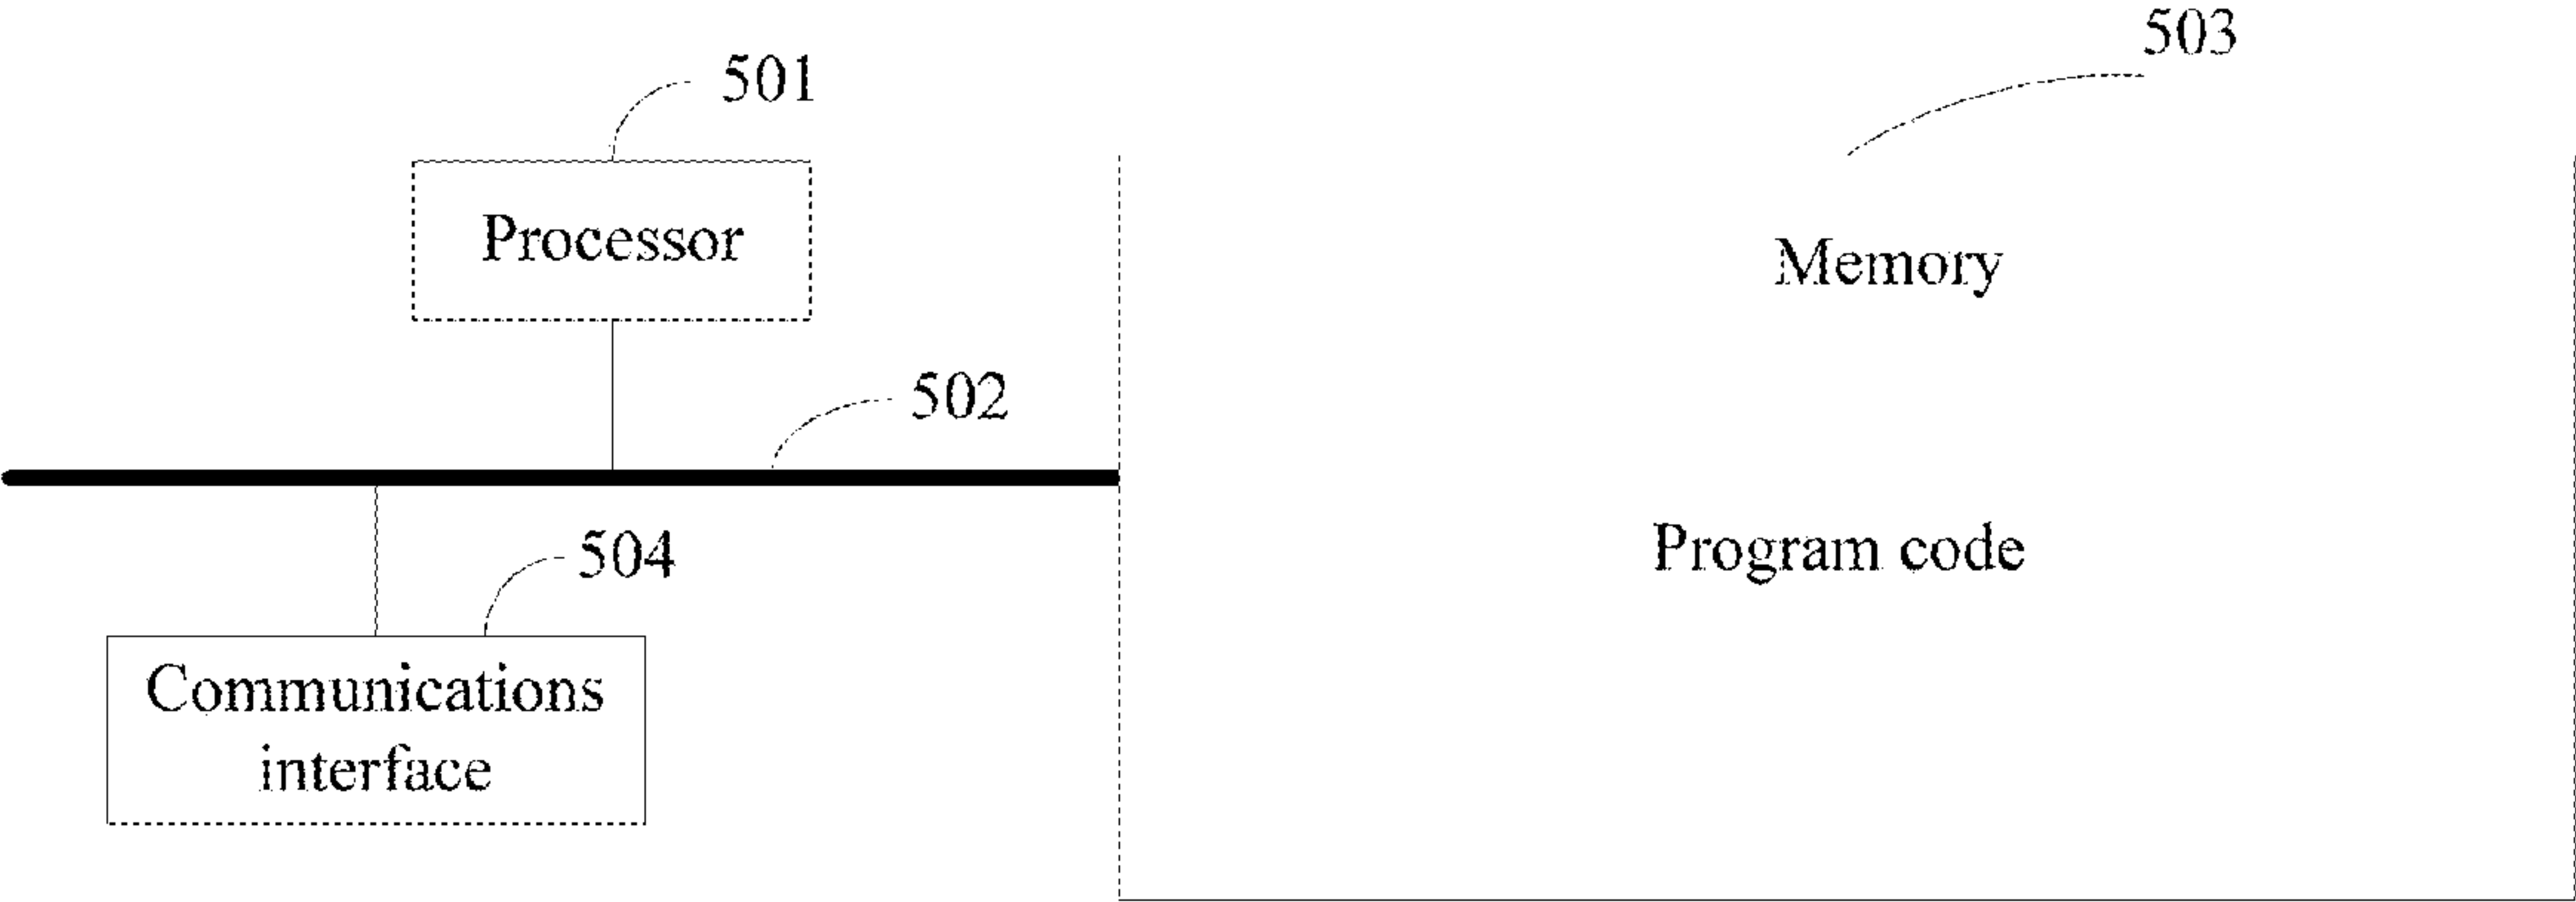 503
501
Processor
Memory
502
Program code
504
Communications
interface